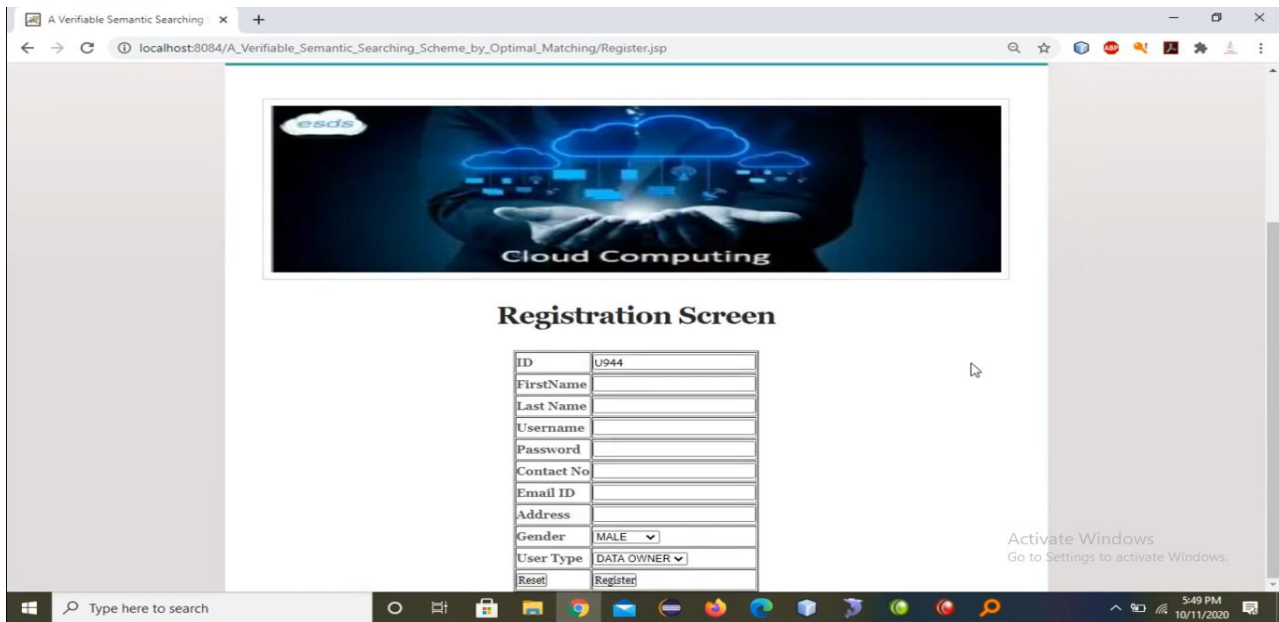 A Verifiable Semantic Searching
localhost:8084/A_Verifiable_Semantic_Searching_Scheme_by_Optimal_Matching/Register.jsp
ABP
esds
Cloud Computing
Registration Screen
ID U944
FirstName
Last Name
Username
Password
Contact No
Email ID
Address
Gender MALE
User Type DATA OWNER
Reset Register
Activate Windows
Go to Settings to activate Windows.
Type here to search
5:49 PM
10/11/2020